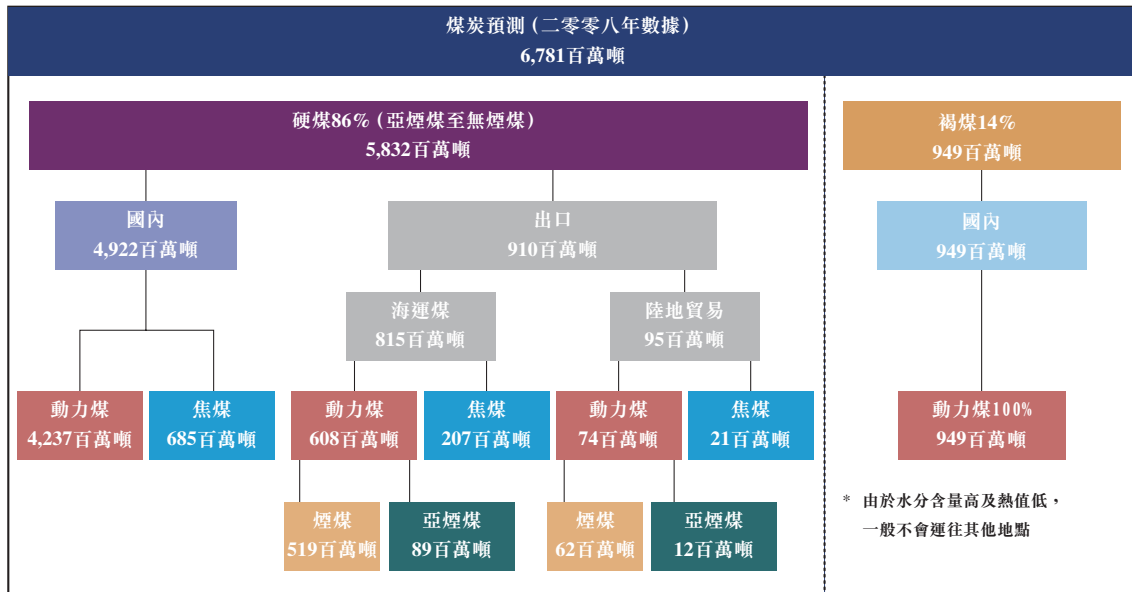 煤炭預測 (二零零八年數據)
6,781百萬噸
硬煤86% (亞煙煤至無煙煤)
5,832百萬噸
褐煤14%
949百萬噸
國內
4,922百萬噸
出口
910百萬噸
國內
949百萬噸
海運煤
815百萬噸
陸地貿易
95百萬噸
動力煤
4,237百萬噸
焦煤
685百萬噸
動力煤
608百萬噸
焦煤
207百萬噸
動力煤
74百萬噸
焦煤
21百萬噸
動力煤100%
949百萬噸
煙煤
519百萬噸
亞煙煤
89百萬噸
煙煤
62百萬噸
亞煙煤
12百萬噸
* 由於水分含量高及熱值低，
一般不會運往其他地點